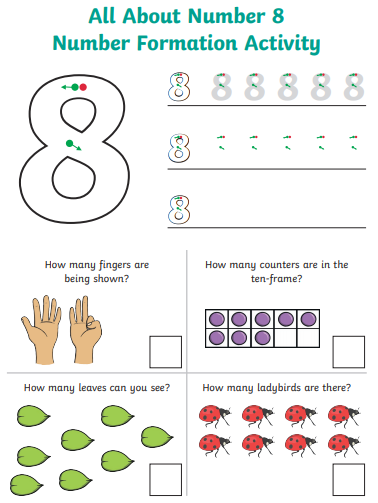 All About Number 8
Number Formation Activity
8
8 8 8 8 8 8
8
8
How many fingers are
being shown?
How many counters are in the
ten-frame?
How many leaves can you see?
How many ladybirds are there?